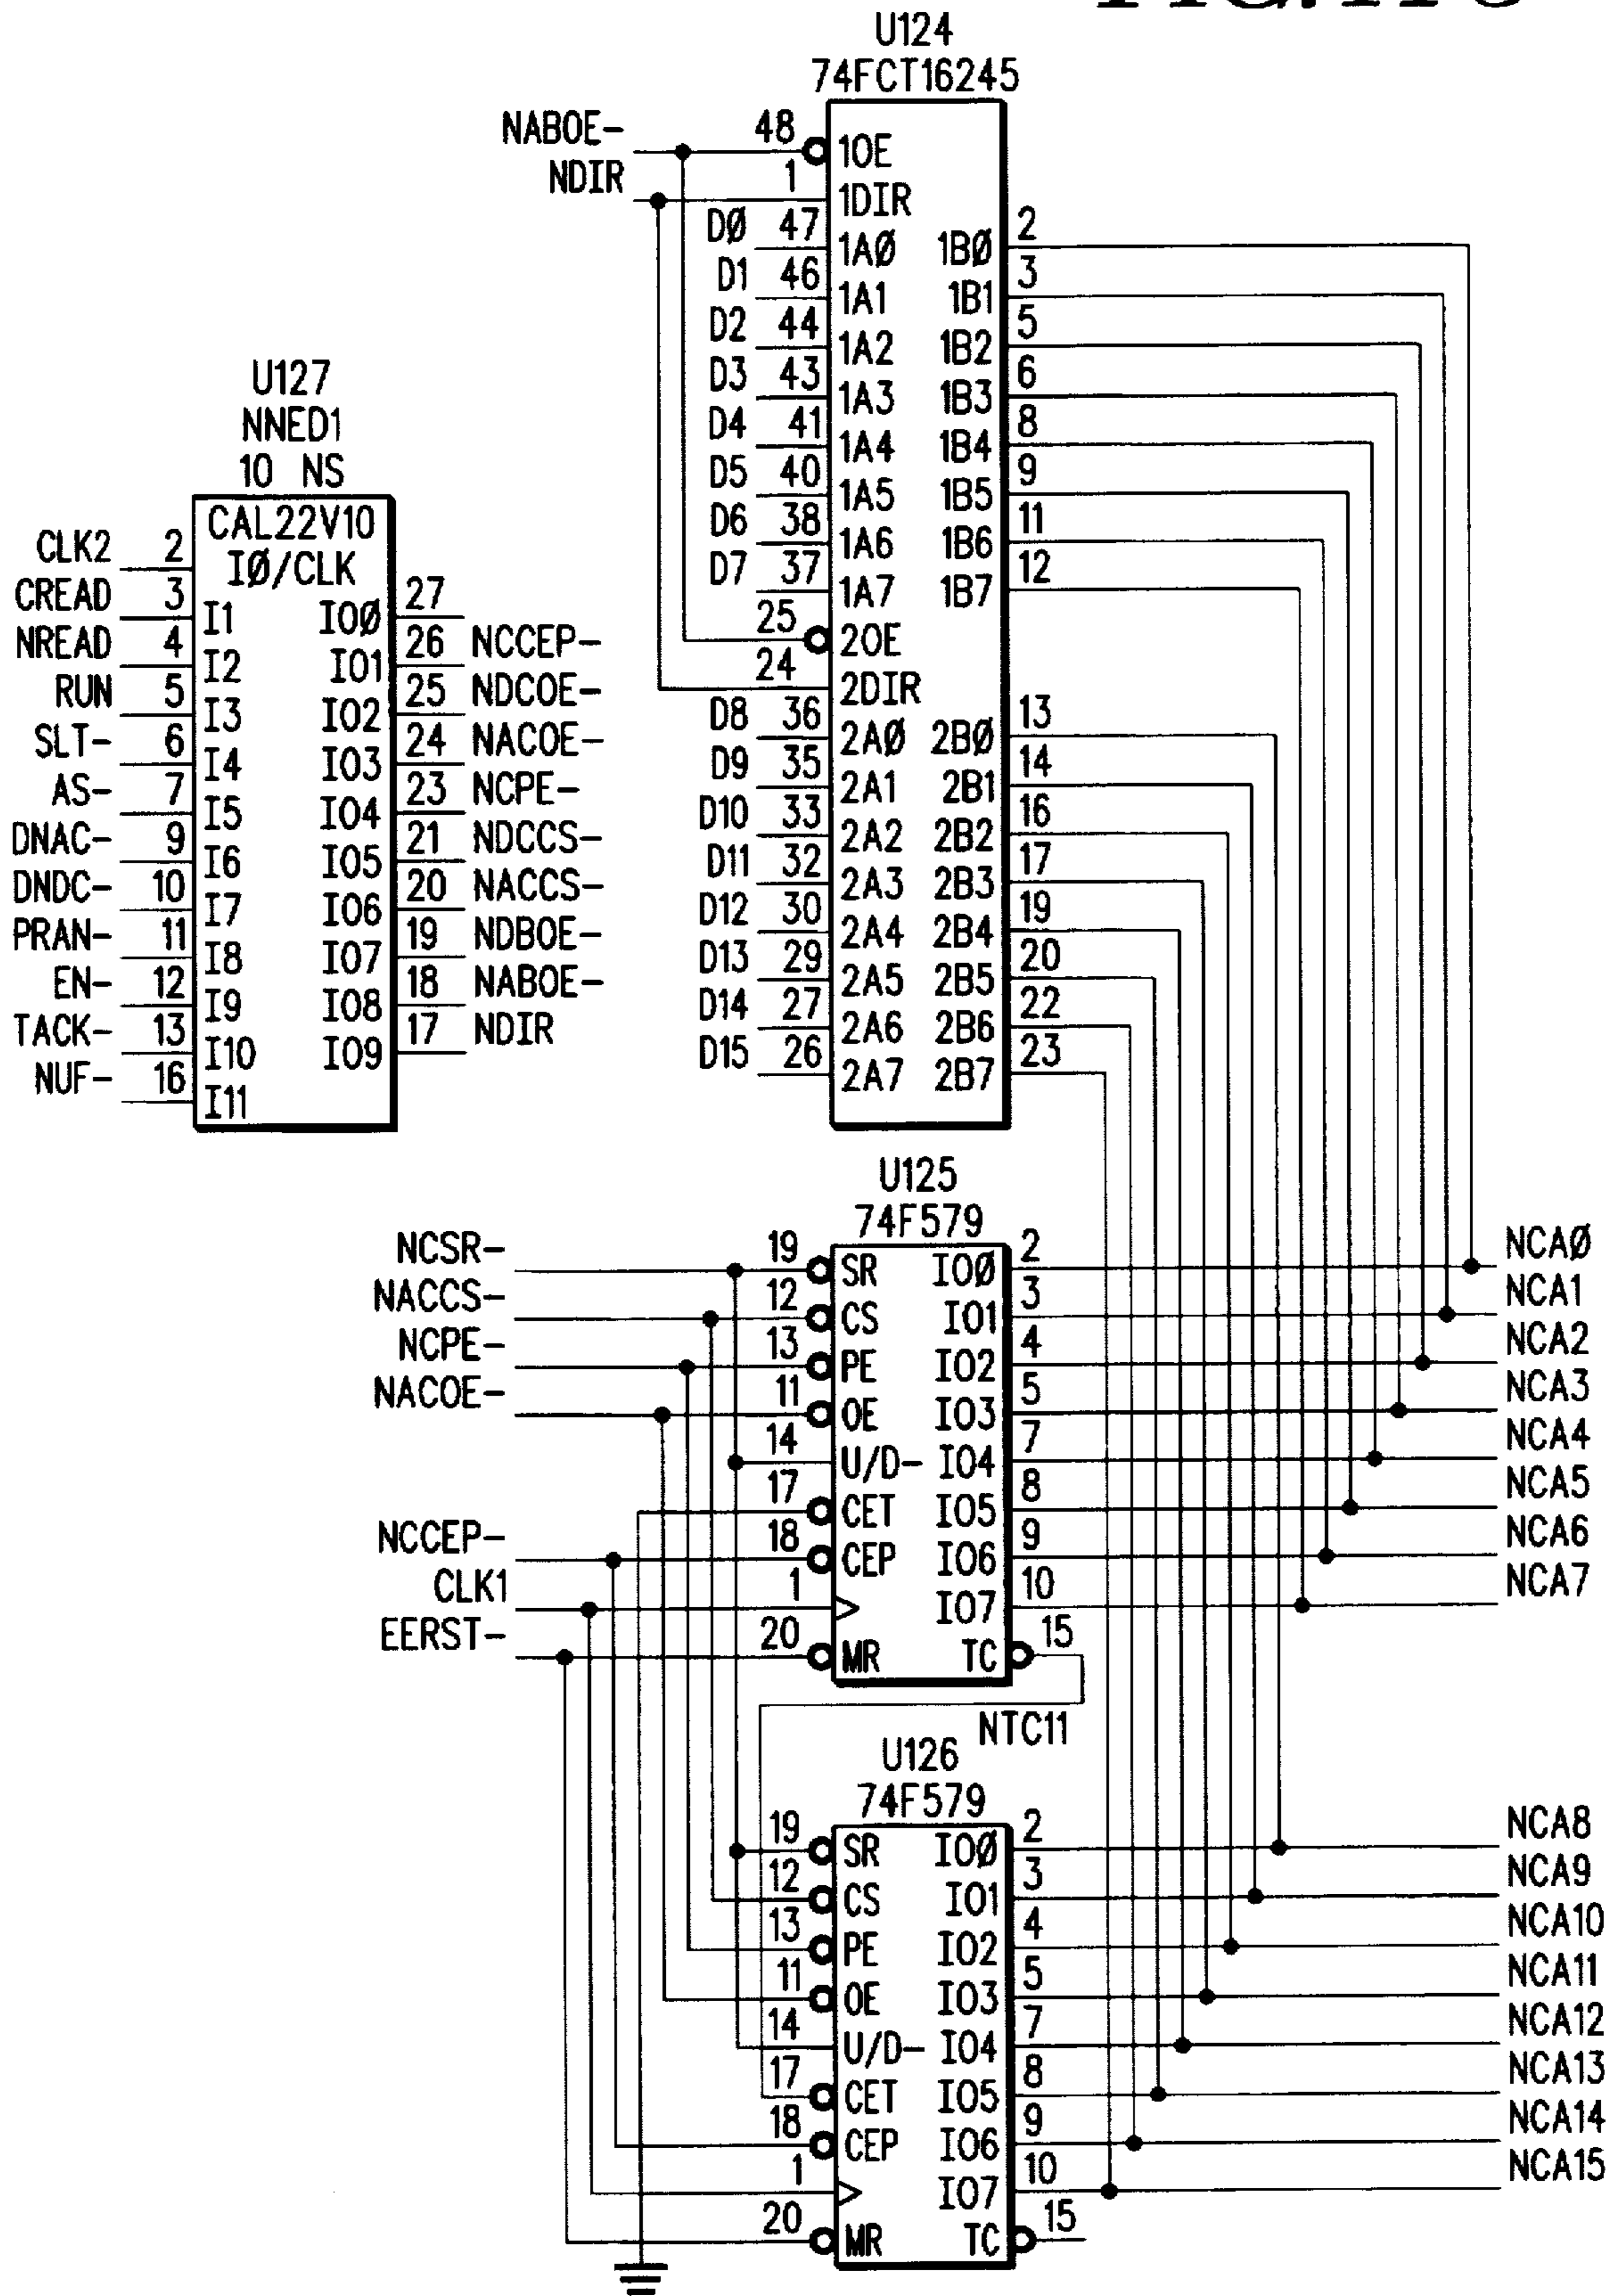 U124
74FCT16245
NABOE- 48 1OE
NDIR 1 1DIR
DØ 47 1AØ 1BØ 2
D1 46 1A1 1B1 3
D2 44 1A2 1B2 5
D3 43 1A3 1B3 6
D4 41 1A4 1B4 8
D5 40 1A5 1B5 9
D6 38 1A6 1B6 11
D7 37 1A7 1B7 12
25 2OE
24 2DIR
D8 36 2AØ 2BØ 13
D9 35 2A1 2B1 14
D10 33 2A2 2B2 16
D11 32 2A3 2B3 17
D12 30 2A4 2B4 19
D13 29 2A5 2B5 20
D14 27 2A6 2B6 22
D15 26 2A7 2B7 23
U127
NNED1
10 NS
CAL22V10
CLK2 2 IØ/CLK
CREAD 3 I1 IOØ 27
NREAD 4 I2 IO1 26 NCCEP-
RUN 5 I3 IO2 25 NDCOE-
SLT- 6 I4 IO3 24 NACOE-
AS- 7 I5 IO4 23 NCPE-
DNAC- 9 I6 IO5 21 NDCCS-
DNDC- 10 I7 IO6 20 NACCS-
PRAN- 11 I8 IO7 19 NDBOE-
EN- 12 I9 IO8 18 NABOE-
TACK- 13 I10 IO9 17 NDIR
NUF- 16 I11
U125
74F579
NCSR- 19 SR IOØ 2 NCAØ
NACCS- 12 CS IO1 3 NCA1
NCPE- 13 PE IO2 4 NCA2
NACOE- 11 OE IO3 5 NCA3
14 U/D- IO4 7 NCA4
17 CET IO5 8 NCA5
NCCEP- 18 CEP IO6 9 NCA6
CLK1 1 IO7 10 NCA7
EERST- 20 MR TC 15
NTC11
U126
74F579
19 SR IOØ 2 NCA8
12 CS IO1 3 NCA9
13 PE IO2 4 NCA10
11 OE IO3 5 NCA11
14 U/D- IO4 7 NCA12
17 CET IO5 8 NCA13
18 CEP IO6 9 NCA14
1 IO7 10 NCA15
20 MR TC 15